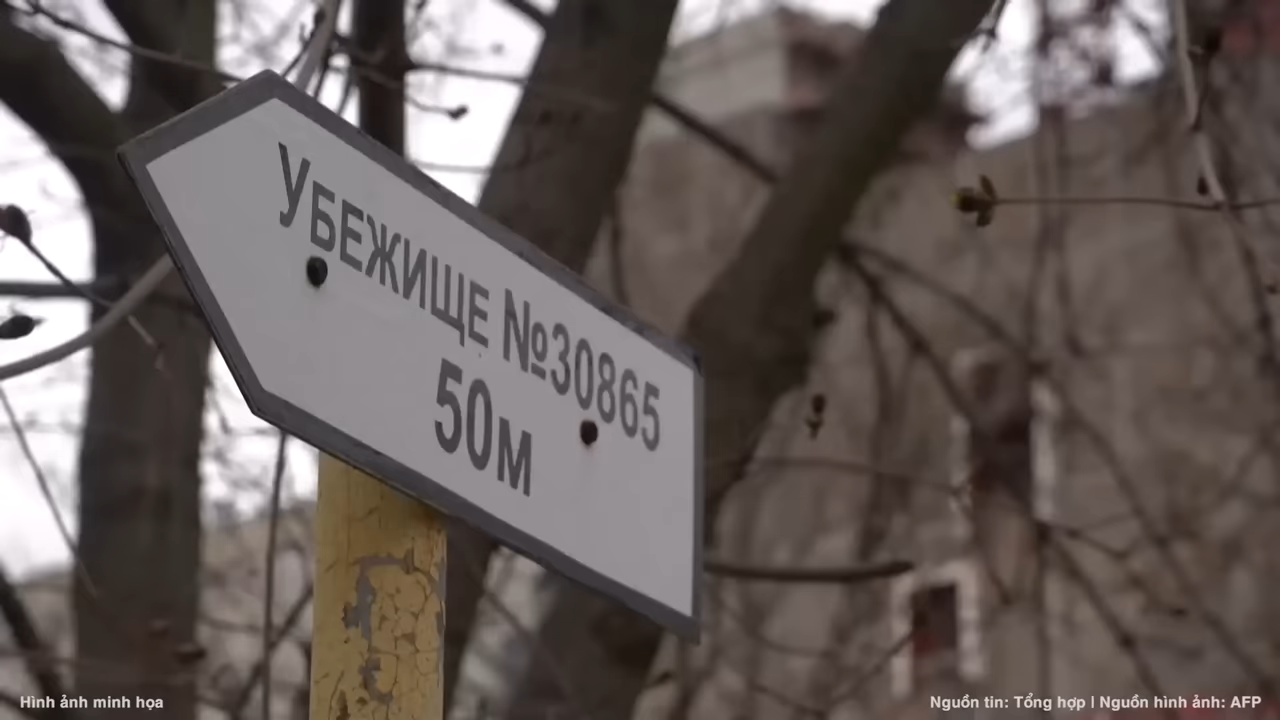 УБЕЖИЩЕ №30865
50м
Hình ảnh minh họa
Nguồn tin: Tổng hợp | Nguồn hình ảnh: AFP